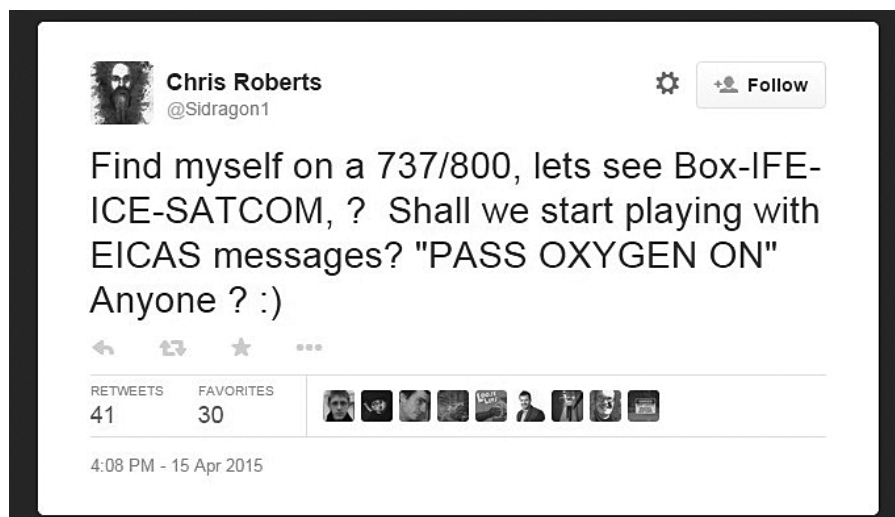 Chris Roberts
@Sidragon1
Follow
Find myself on a 737/800, lets see Box-IFE-
ICE-SATCOM, ?  Shall we start playing with
EICAS messages? "PASS OXYGEN ON"
Anyone ? :)
RETWEETS FAVORITES
41 30
4:08 PM - 15 Apr 2015